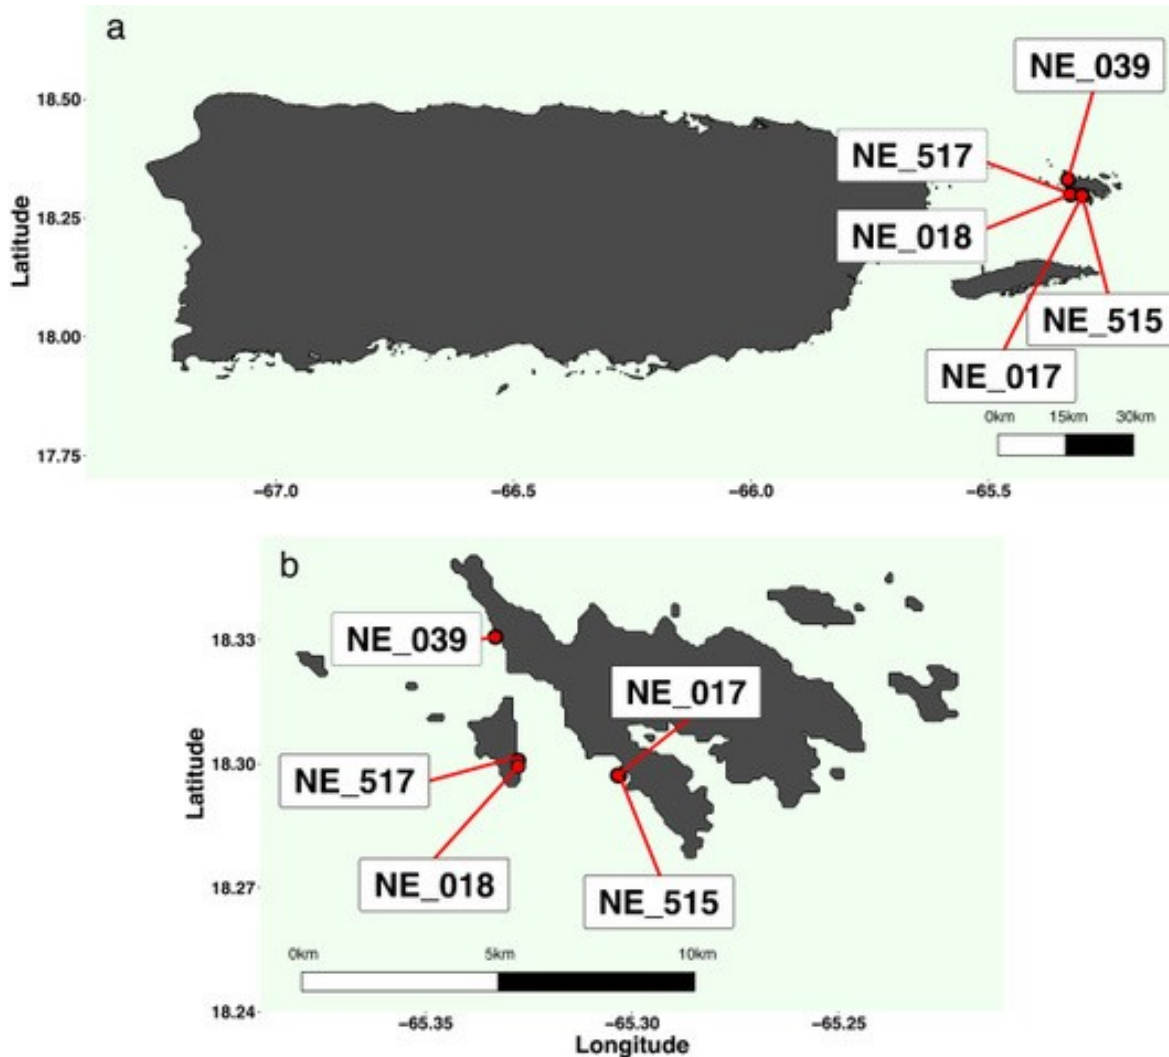 a
NE_039
18.50
NE_517
18.25
NE_018
Latitude
18.00
NE_515
NE_017
0km 15km 30km
17.75
−67.0 −66.5 −66.0 −65.5
b
18.33
NE_039
NE_017
18.30
NE_517
Latitude
NE_018
NE_515
18.27
0km 5km 10km
18.24
−65.35 −65.30 −65.25
Longitude